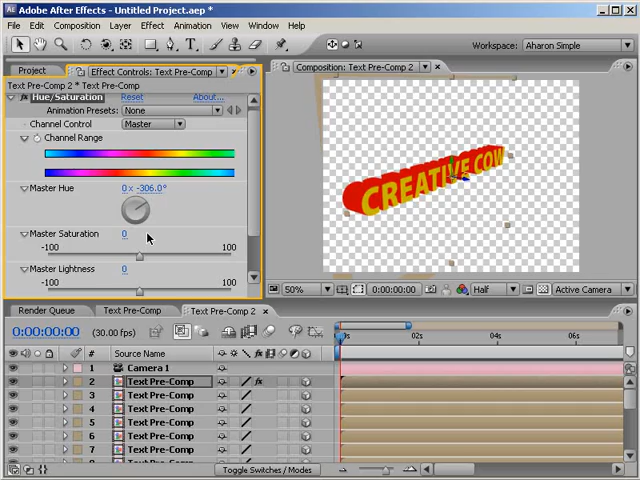 Adobe After Effects - Untitled Project.aep *
File Edit Composition Layer Effect Animation View Window Help
Workspace: Aharon Simple
Project Effect Controls: Text Pre-Comp
Text Pre-Comp 2 * Text Pre-Comp
Hue/Saturation Reset About...
Animation Presets: None
Channel Control Master
Channel Range
Master Hue 0 x -306.0°
Master Saturation 0
-100 100
Master Lightness 0
-100 100
Composition: Text Pre-Comp 2
CREATIVE COW
50% 0:00:00:00 Half Active Camera
Render Queue Text Pre-Comp Text Pre-Comp 2
0:00:00:00 (30.00 fps)
02s 04s 06s
# Source Name
1 Camera 1
2 Text Pre-Comp
3 Text Pre-Comp
4 Text Pre-Comp
5 Text Pre-Comp
6 Text Pre-Comp
7 Text Pre-Comp
Text Pre-Comp
Toggle Switches / Modes